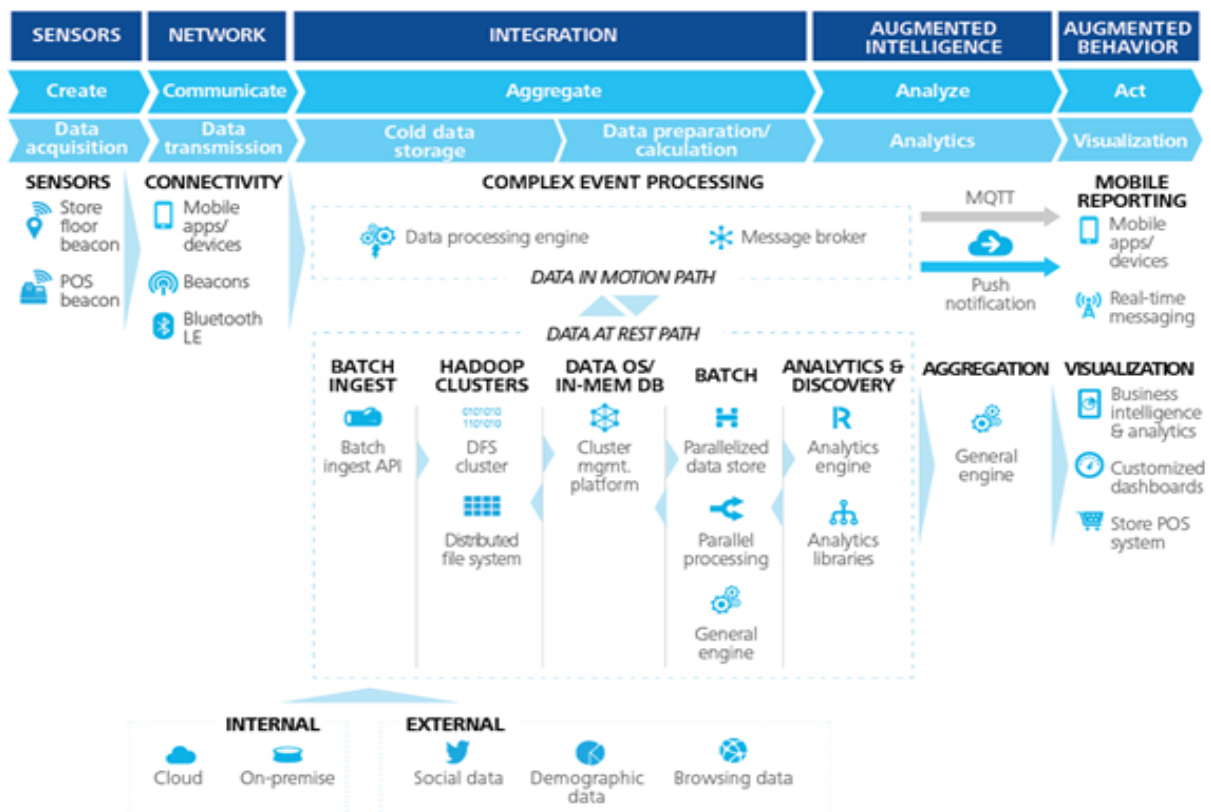 SENSORS
NETWORK
INTEGRATION
AUGMENTED
INTELLIGENCE
AUGMENTED
BEHAVIOR
Create
Communicate
Aggregate
Analyze
Act
Data
acquisition
Data
transmission
Cold data
storage
Data preparation/
calculation
Analytics
Visualization
SENSORS
Store
floor
beacon
POS
beacon
CONNECTIVITY
Mobile
apps/
devices
Beacons
Bluetooth
LE
COMPLEX EVENT PROCESSING
Data processing engine
Message broker
DATA IN MOTION PATH
MQTT
Push
notification
MOBILE
REPORTING
Mobile
apps/
devices
Real-time
messaging
DATA AT REST PATH
BATCH
INGEST
Batch
ingest API
HADOOP
CLUSTERS
0101010
1101010
DFS
cluster
Distributed
file system
DATA OS/
IN-MEM DB
Cluster
mgmt.
platform
BATCH
Parallelized
data store
Parallel
processing
General
engine
ANALYTICS &
DISCOVERY
R
Analytics
engine
Analytics
libraries
AGGREGATION
General
engine
VISUALIZATION
Business
intelligence
& analytics
Customized
dashboards
Store POS
system
INTERNAL
Cloud
On-premise
EXTERNAL
Social data
Demographic
data
Browsing data